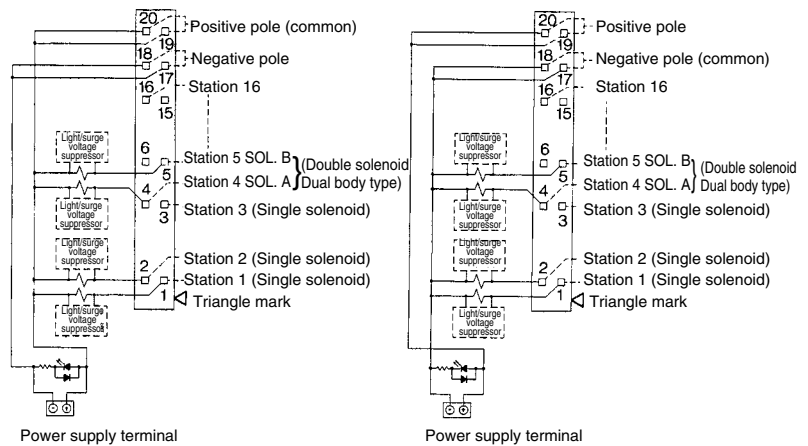 20
Positive pole (common)
19
18
Negative pole
17
16
Station 16
15
Light/surge
voltage
suppressor
6
Station 5 SOL. B
5
(Double solenoid
4
Station 4 SOL. A
Dual body type)
Light/surge
voltage
suppressor
Station 3 (Single solenoid)
3
Light/surge
voltage
suppressor
Station 2 (Single solenoid)
2
Station 1 (Single solenoid)
1
Triangle mark
Light/surge
voltage
suppressor
Power supply terminal
20
Positive pole
19
18
Negative pole (common)
17
16
Station 16
15
Light/surge
voltage
suppressor
6
Station 5 SOL. B
5
(Double solenoid
4
Station 4 SOL. A
Dual body type)
Light/surge
voltage
suppressor
Station 3 (Single solenoid)
3
Light/surge
voltage
suppressor
Station 2 (Single solenoid)
2
Station 1 (Single solenoid)
1
Triangle mark
Light/surge
voltage
suppressor
Power supply terminal